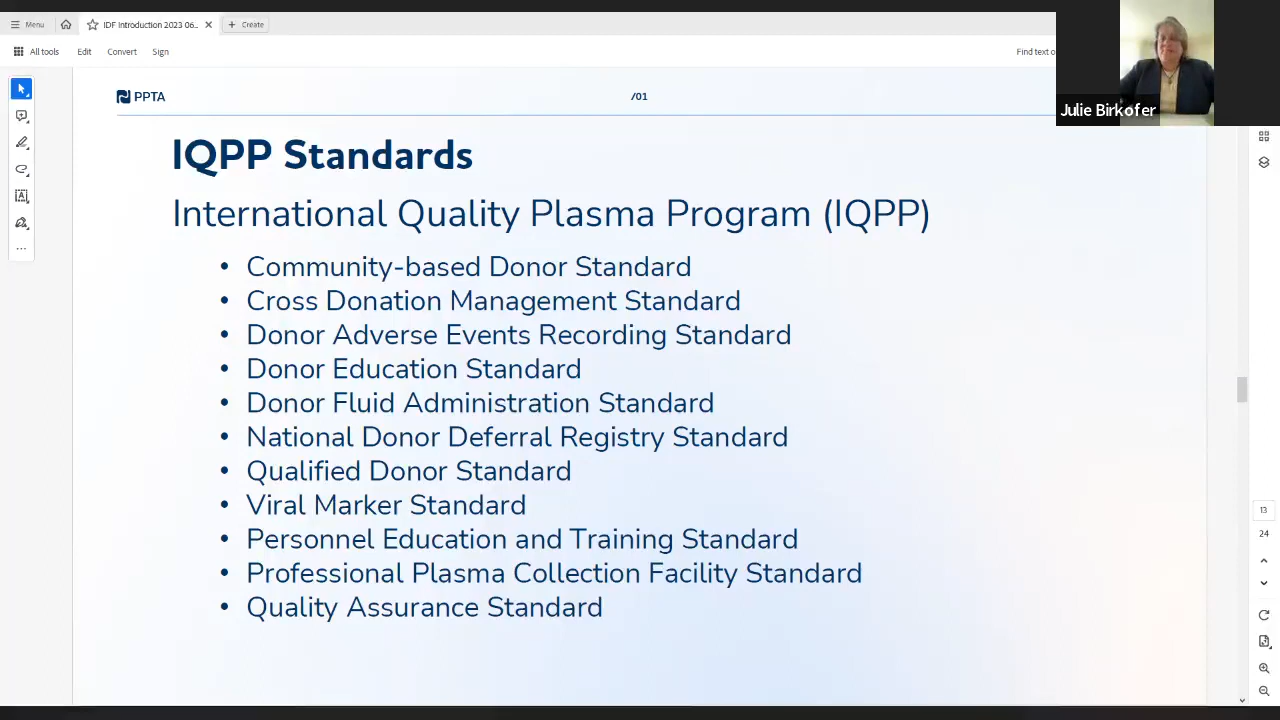 Menu
IDF Introduction 2023 06...
Create
All tools
Edit
Convert
Sign
Find text o
Julie Birkofer
PPTA
/01
IQPP Standards
International Quality Plasma Program (IQPP)
• Community-based Donor Standard
• Cross Donation Management Standard
• Donor Adverse Events Recording Standard
• Donor Education Standard
• Donor Fluid Administration Standard
• National Donor Deferral Registry Standard
• Qualified Donor Standard
• Viral Marker Standard
• Personnel Education and Training Standard
• Professional Plasma Collection Facility Standard
• Quality Assurance Standard
13
24